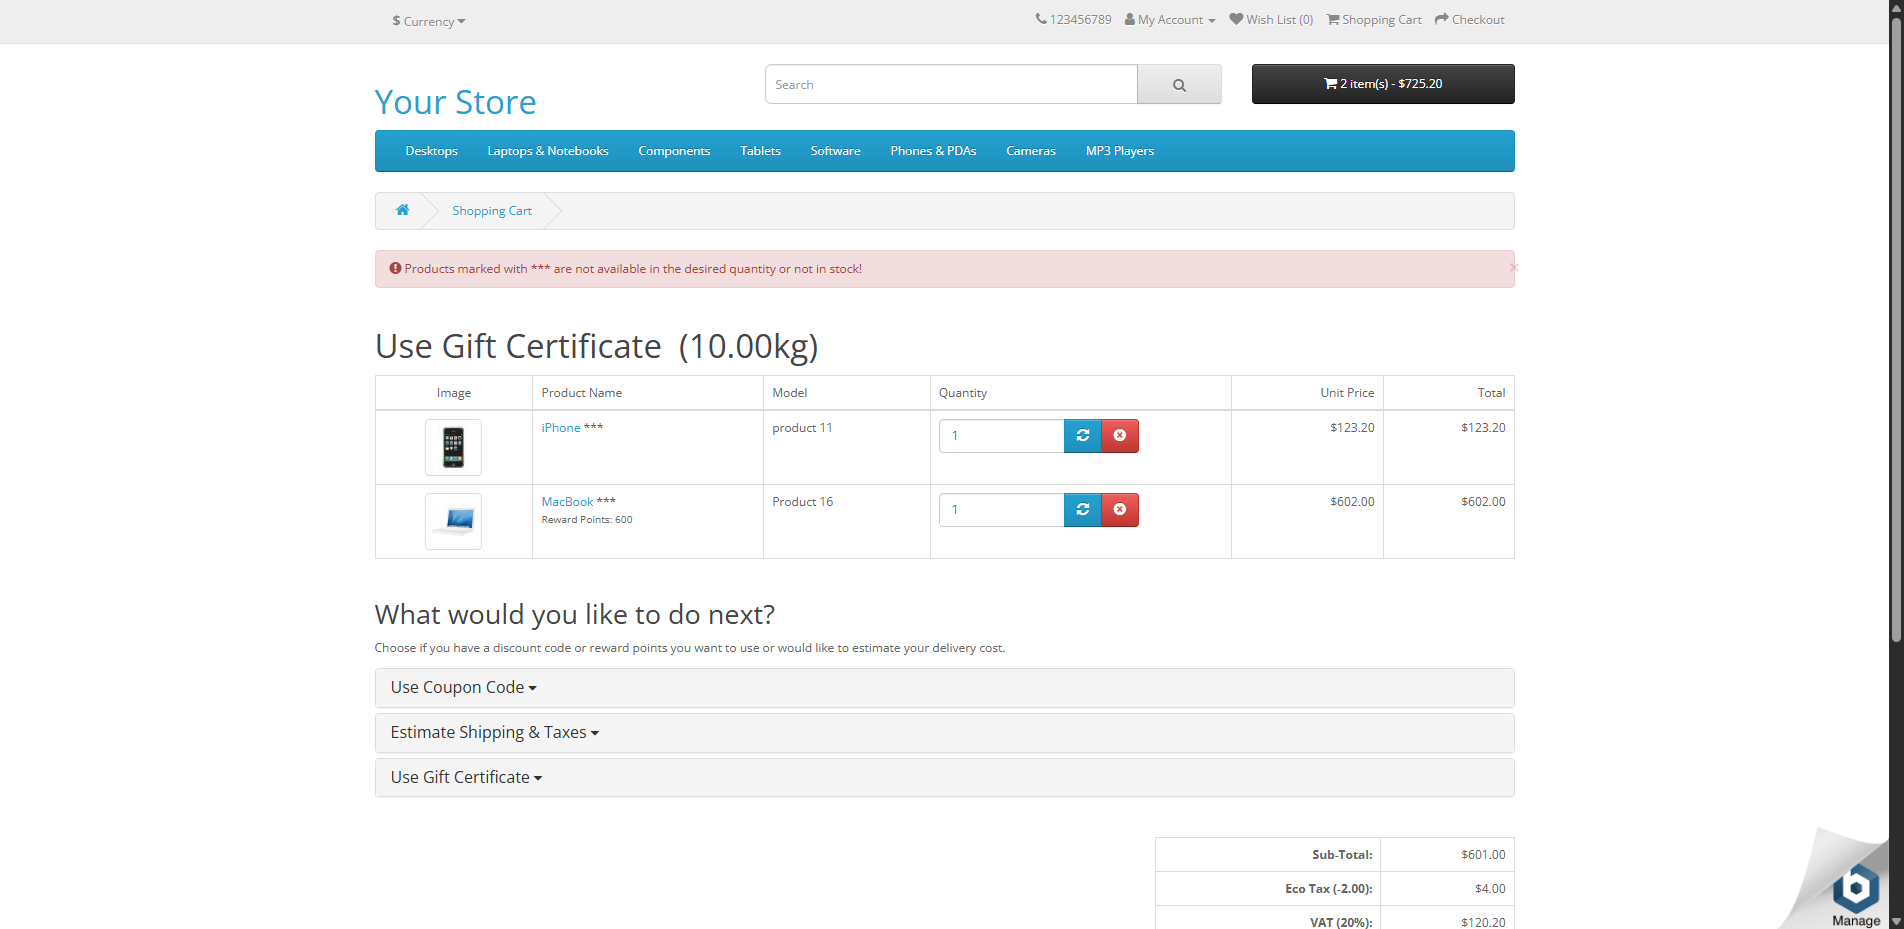 $ Currency
123456789 My Account Wish List (0) Shopping Cart Checkout
Your Store
Search
2 item(s) - $725.20
Desktops Laptops & Notebooks Components Tablets Software Phones & PDAs Cameras MP3 Players
Shopping Cart
Products marked with *** are not available in the desired quantity or not in stock!
×
Use Gift Certificate (10.00kg)
Image Product Name Model Quantity Unit Price Total
iPhone *** product 11 1 $123.20 $123.20
MacBook *** Product 16 1 $602.00 $602.00
Reward Points: 600
What would you like to do next?
Choose if you have a discount code or reward points you want to use or would like to estimate your delivery cost.
Use Coupon Code
Estimate Shipping & Taxes
Use Gift Certificate
Sub-Total: $601.00
Eco Tax (-2.00): $4.00
VAT (20%): $120.20
Manage